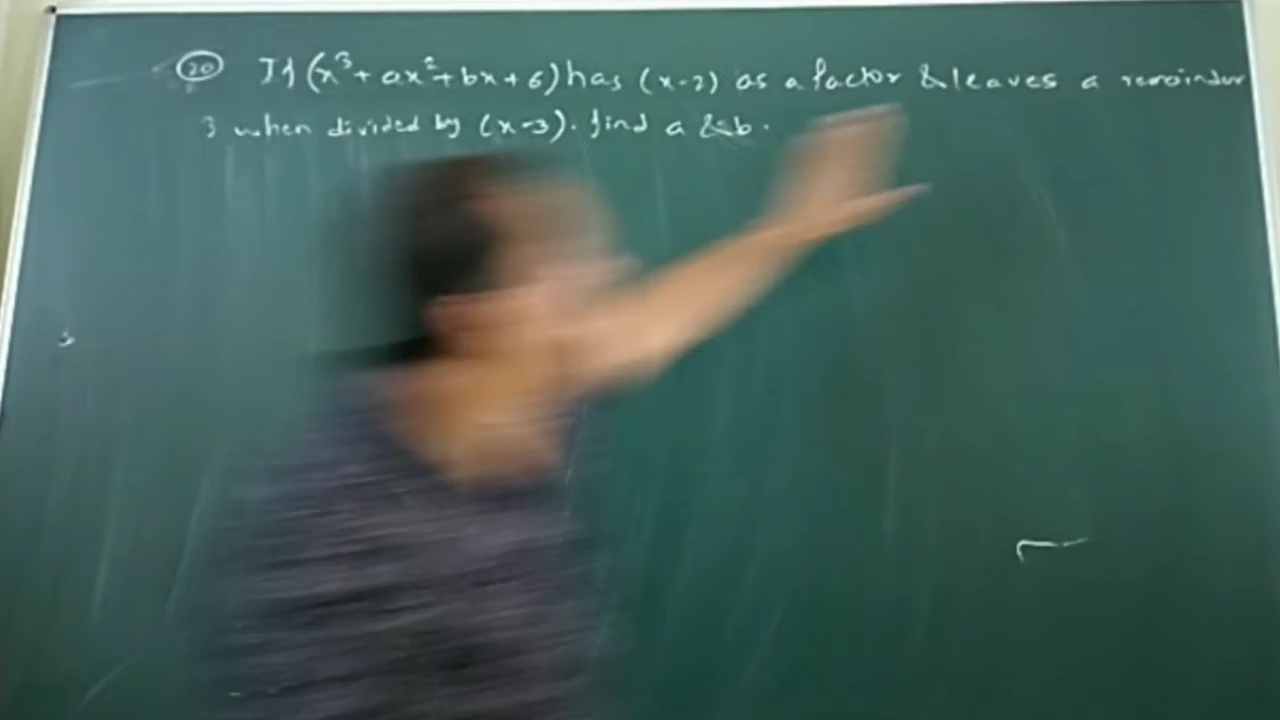 20 If (x³+ax²+bx+6) has (x-2) as a factor & leaves a remainder
3 when divided by (x-3). find a & b.